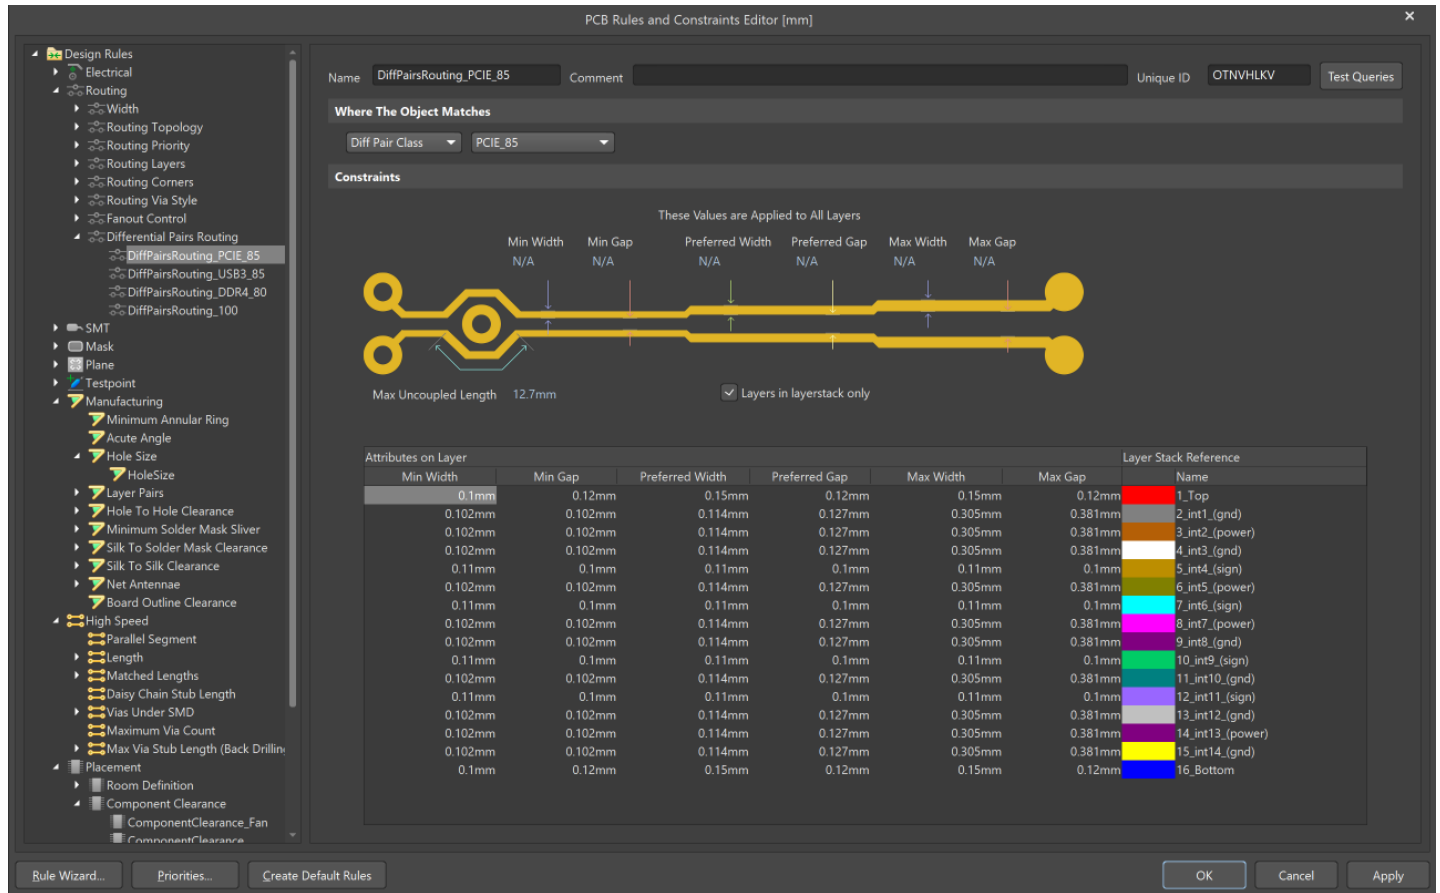 PCB Rules and Constraints Editor [mm]
Design Rules
Electrical
Routing
Width
Routing Topology
Routing Priority
Routing Layers
Routing Corners
Routing Via Style
Fanout Control
Differential Pairs Routing
DiffPairsRouting_PCIE_85
DiffPairsRouting_USB3_85
DiffPairsRouting_DDR4_80
DiffPairsRouting_100
SMT
Mask
Plane
Testpoint
Manufacturing
Minimum Annular Ring
Acute Angle
Hole Size
HoleSize
Layer Pairs
Hole To Hole Clearance
Minimum Solder Mask Sliver
Silk To Solder Mask Clearance
Silk To Silk Clearance
Net Antennae
Board Outline Clearance
High Speed
Parallel Segment
Length
Matched Lengths
Daisy Chain Stub Length
Vias Under SMD
Maximum Via Count
Max Via Stub Length (Back Drillin
Placement
Room Definition
Component Clearance
ComponentClearance_Fan
ComponentClearance
Name DiffPairsRouting_PCIE_85 Comment Unique ID OTNVHLKV Test Queries
Where The Object Matches
Diff Pair Class PCIE_85
Constraints
These Values are Applied to All Layers
Min Width Min Gap Preferred Width Preferred Gap Max Width Max Gap
N/A N/A N/A N/A N/A N/A
Max Uncoupled Length 12.7mm Layers in layerstack only
Attributes on Layer Layer Stack Reference
Min Width Min Gap Preferred Width Preferred Gap Max Width Max Gap Name
0.1mm 0.12mm 0.15mm 0.12mm 0.15mm 0.12mm 1_Top
0.102mm 0.102mm 0.114mm 0.127mm 0.305mm 0.381mm 2_int1_(gnd)
0.102mm 0.102mm 0.114mm 0.127mm 0.305mm 0.381mm 3_int2_(power)
0.102mm 0.102mm 0.114mm 0.127mm 0.305mm 0.381mm 4_int3_(gnd)
0.11mm 0.1mm 0.11mm 0.1mm 0.11mm 0.1mm 5_int4_(sign)
0.102mm 0.102mm 0.114mm 0.127mm 0.305mm 0.381mm 6_int5_(power)
0.11mm 0.1mm 0.11mm 0.1mm 0.11mm 0.1mm 7_int6_(sign)
0.102mm 0.102mm 0.114mm 0.127mm 0.305mm 0.381mm 8_int7_(power)
0.102mm 0.102mm 0.114mm 0.127mm 0.305mm 0.381mm 9_int8_(gnd)
0.11mm 0.1mm 0.11mm 0.1mm 0.11mm 0.1mm 10_int9_(sign)
0.102mm 0.102mm 0.114mm 0.127mm 0.305mm 0.381mm 11_int10_(gnd)
0.11mm 0.1mm 0.11mm 0.1mm 0.11mm 0.1mm 12_int11_(sign)
0.102mm 0.102mm 0.114mm 0.127mm 0.305mm 0.381mm 13_int12_(gnd)
0.102mm 0.102mm 0.114mm 0.127mm 0.305mm 0.381mm 14_int13_(power)
0.102mm 0.102mm 0.114mm 0.127mm 0.305mm 0.381mm 15_int14_(gnd)
0.1mm 0.12mm 0.15mm 0.12mm 0.15mm 0.12mm 16_Bottom
Rule Wizard... Priorities... Create Default Rules OK Cancel Apply